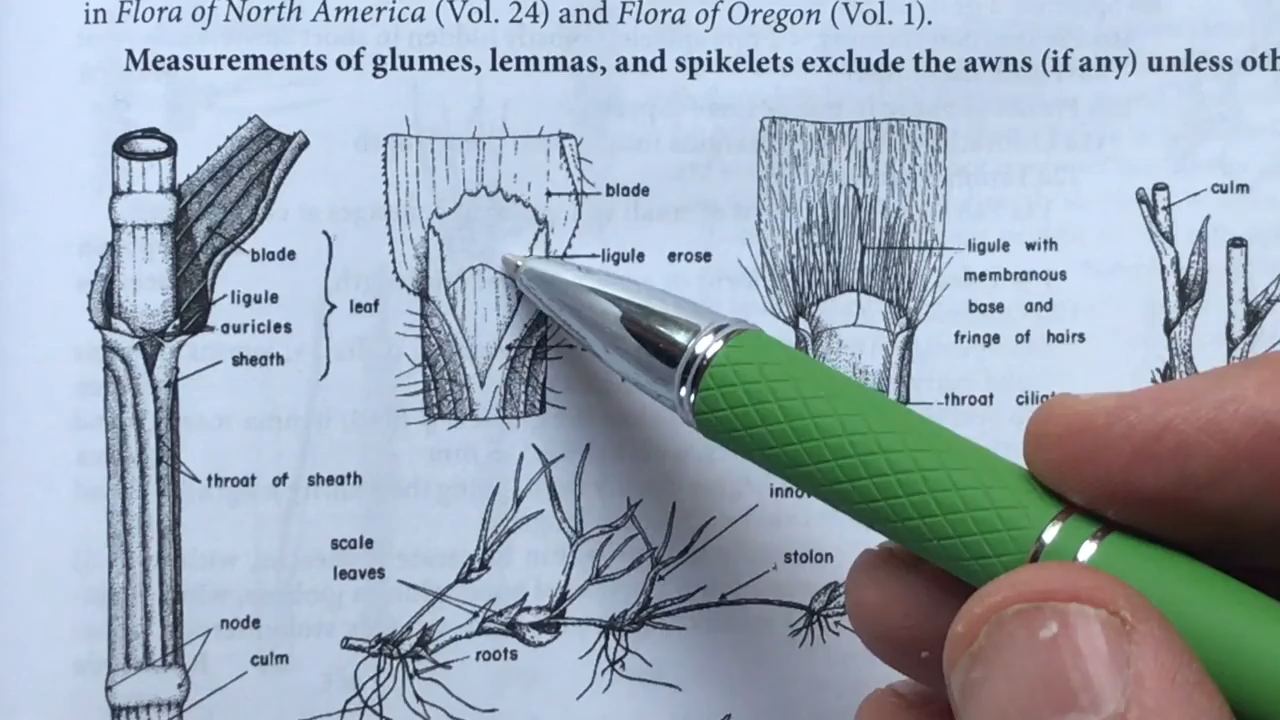 in Flora of North America (Vol. 24) and Flora of Oregon (Vol. 1).
Measurements of glumes, lemmas, and spikelets exclude the awns (if any) unless
blade
ligule
auricles
sheath
leaf
throat of sheath
node
culm
blade
ligule erose
ligule with
membranous
base and
fringe of hairs
throat
culm
scale
leaves
roots
stolon